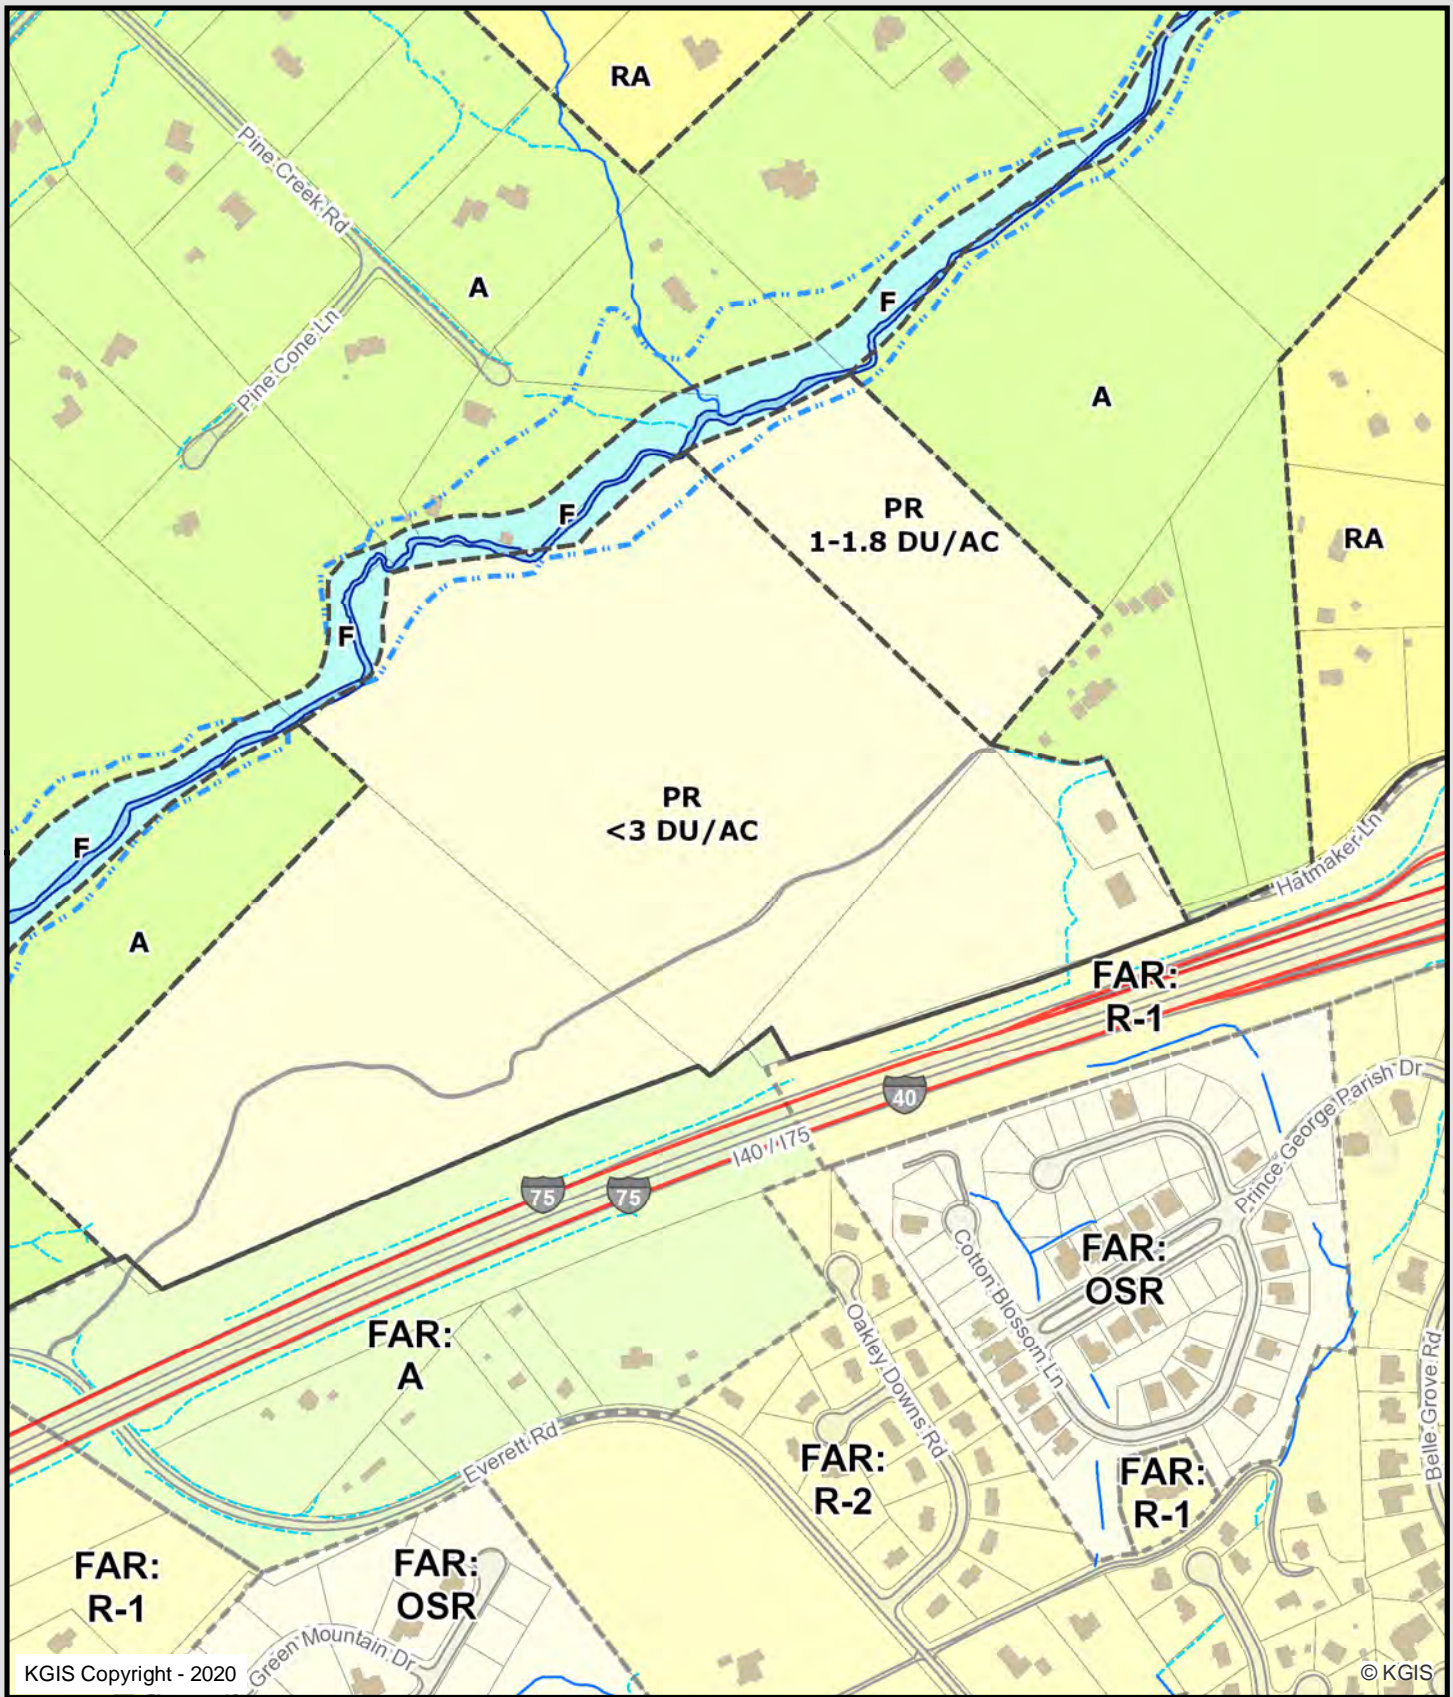 RA
Pine Creek Rd
A
Pine Cone Ln
F
A
PR
1-1.8 DU/AC
F
RA
F
PR
<3 DU/AC
F
Hatmaker Ln
A
FAR:
R-1
40
Prince George Parish Dr
I40 / I75
75
75
FAR:
OSR
Cotton Blossom Ln
Oakley Downs Rd
FAR:
A
Belle Grove Rd
Everett Rd
FAR:
R-2
FAR:
R-1
FAR:
R-1
FAR:
OSR
Green Mountain Dr
KGIS Copyright - 2020
© KGIS